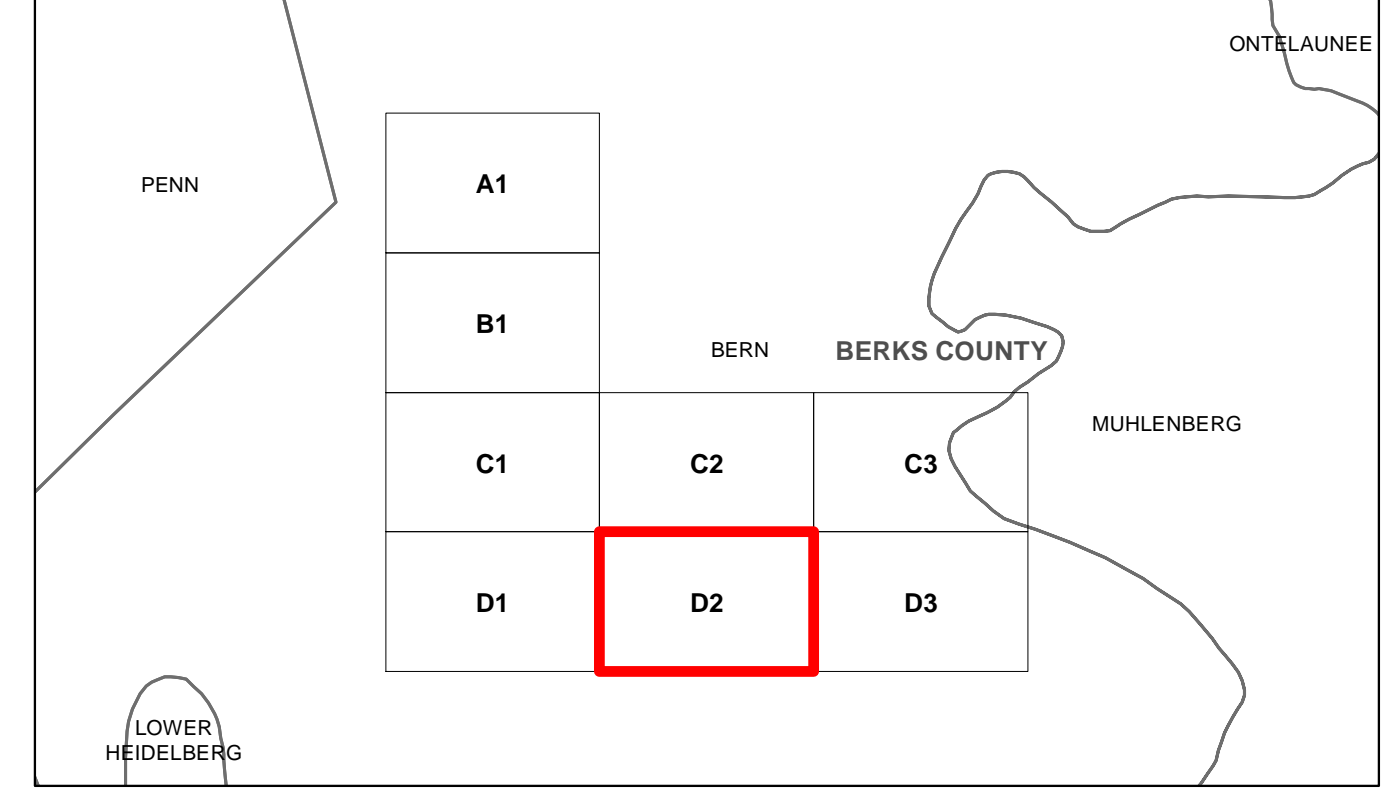 ONTELAUNEE
PENN
A1
B1
BERN
BERKS COUNTY
MUHLENBERG
C1
C2
C3
D1
D2
D3
LOWER
HEIDELBERG